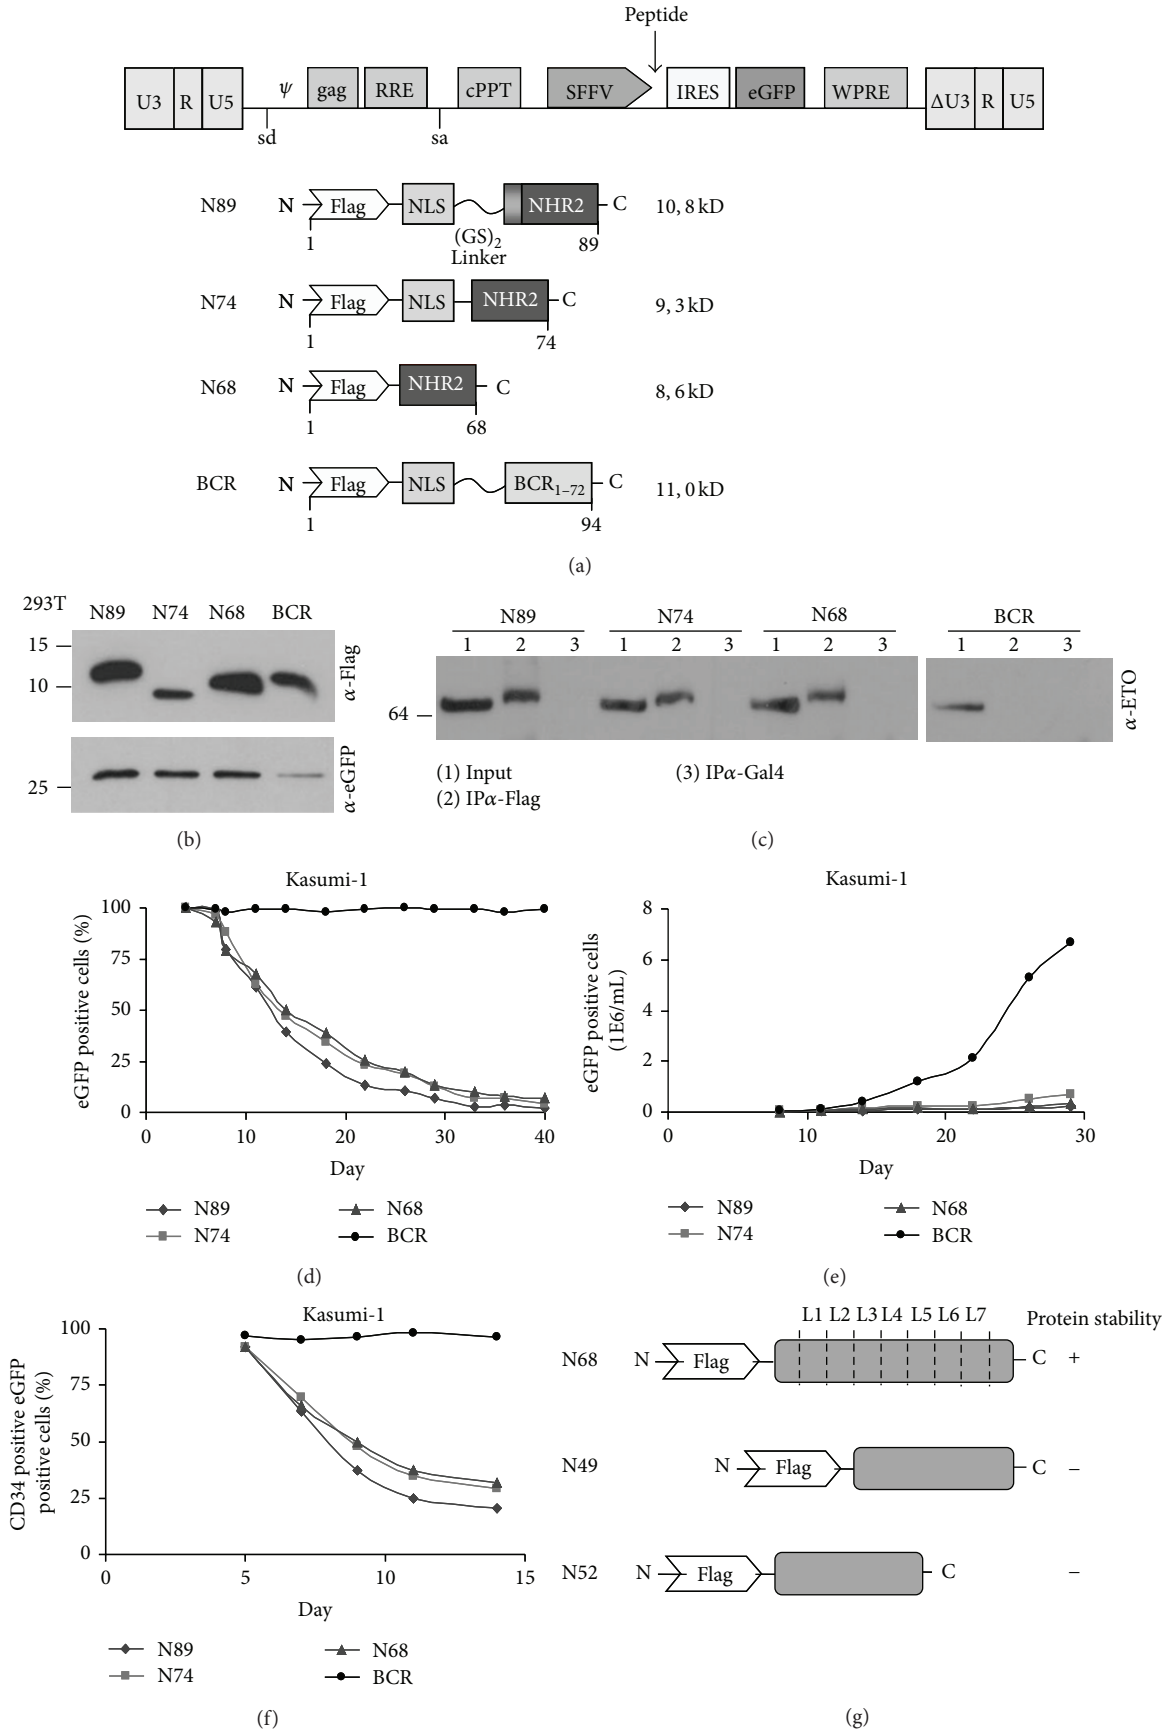 Peptide
U3 R U5 ψ gag RRE cPPT SFFV IRES eGFP WPRE ΔU3 R U5
sd sa
N89 N Flag NLS NHR2 C 10, 8 kD
(GS)2
Linker
1 89
N74 N Flag NLS NHR2 C 9, 3 kD
1 74
N68 N Flag NHR2 C 8, 6 kD
1 68
BCR N Flag NLS BCR1–72 C 11, 0 kD
1 94
(a)
293T N89 N74 N68 BCR
15
10
α-Flag
25
α-eGFP
(b)
N89 N74 N68 BCR
1 2 3 1 2 3 1 2 3 1 2 3
64
α-ETO
(1) Input (3) IPα-Gal4
(2) IPα-Flag
(c)
Kasumi-1
eGFP positive cells (%)
100
75
50
25
0
0 10 20 30 40
Day
N89 N68
N74 BCR
(d)
Kasumi-1
eGFP positive cells
(1E6/mL)
8
6
4
2
0
0 10 20 30
Day
N89 N68
N74 BCR
(e)
Kasumi-1
CD34 positive eGFP
positive cells (%)
100
75
50
25
0
0 5 10 15
Day
N89 N68
N74 BCR
(f)
L1 L2 L3 L4 L5 L6 L7 Protein stability
N68 N Flag C +
N49 N Flag C −
N52 N Flag C −
(g)